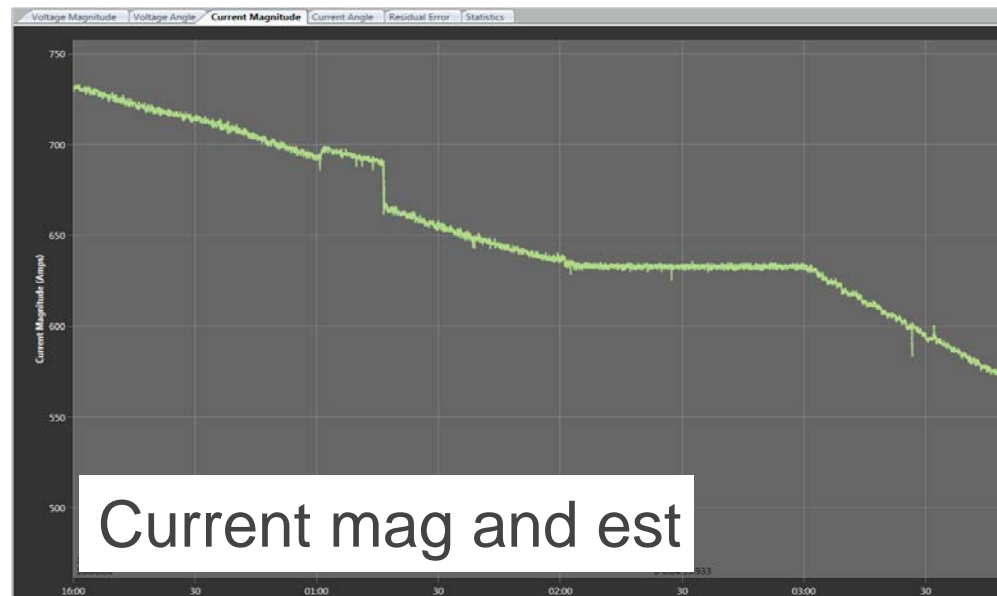 Voltage Magnitude Voltage Angle Current Magnitude Current Angle Residual Error Statistics
750
700
650
600
550
500
Current Magnitude (Amps)
Current mag and est
16:00 30 01:00 30 02:00 30 03:00 30